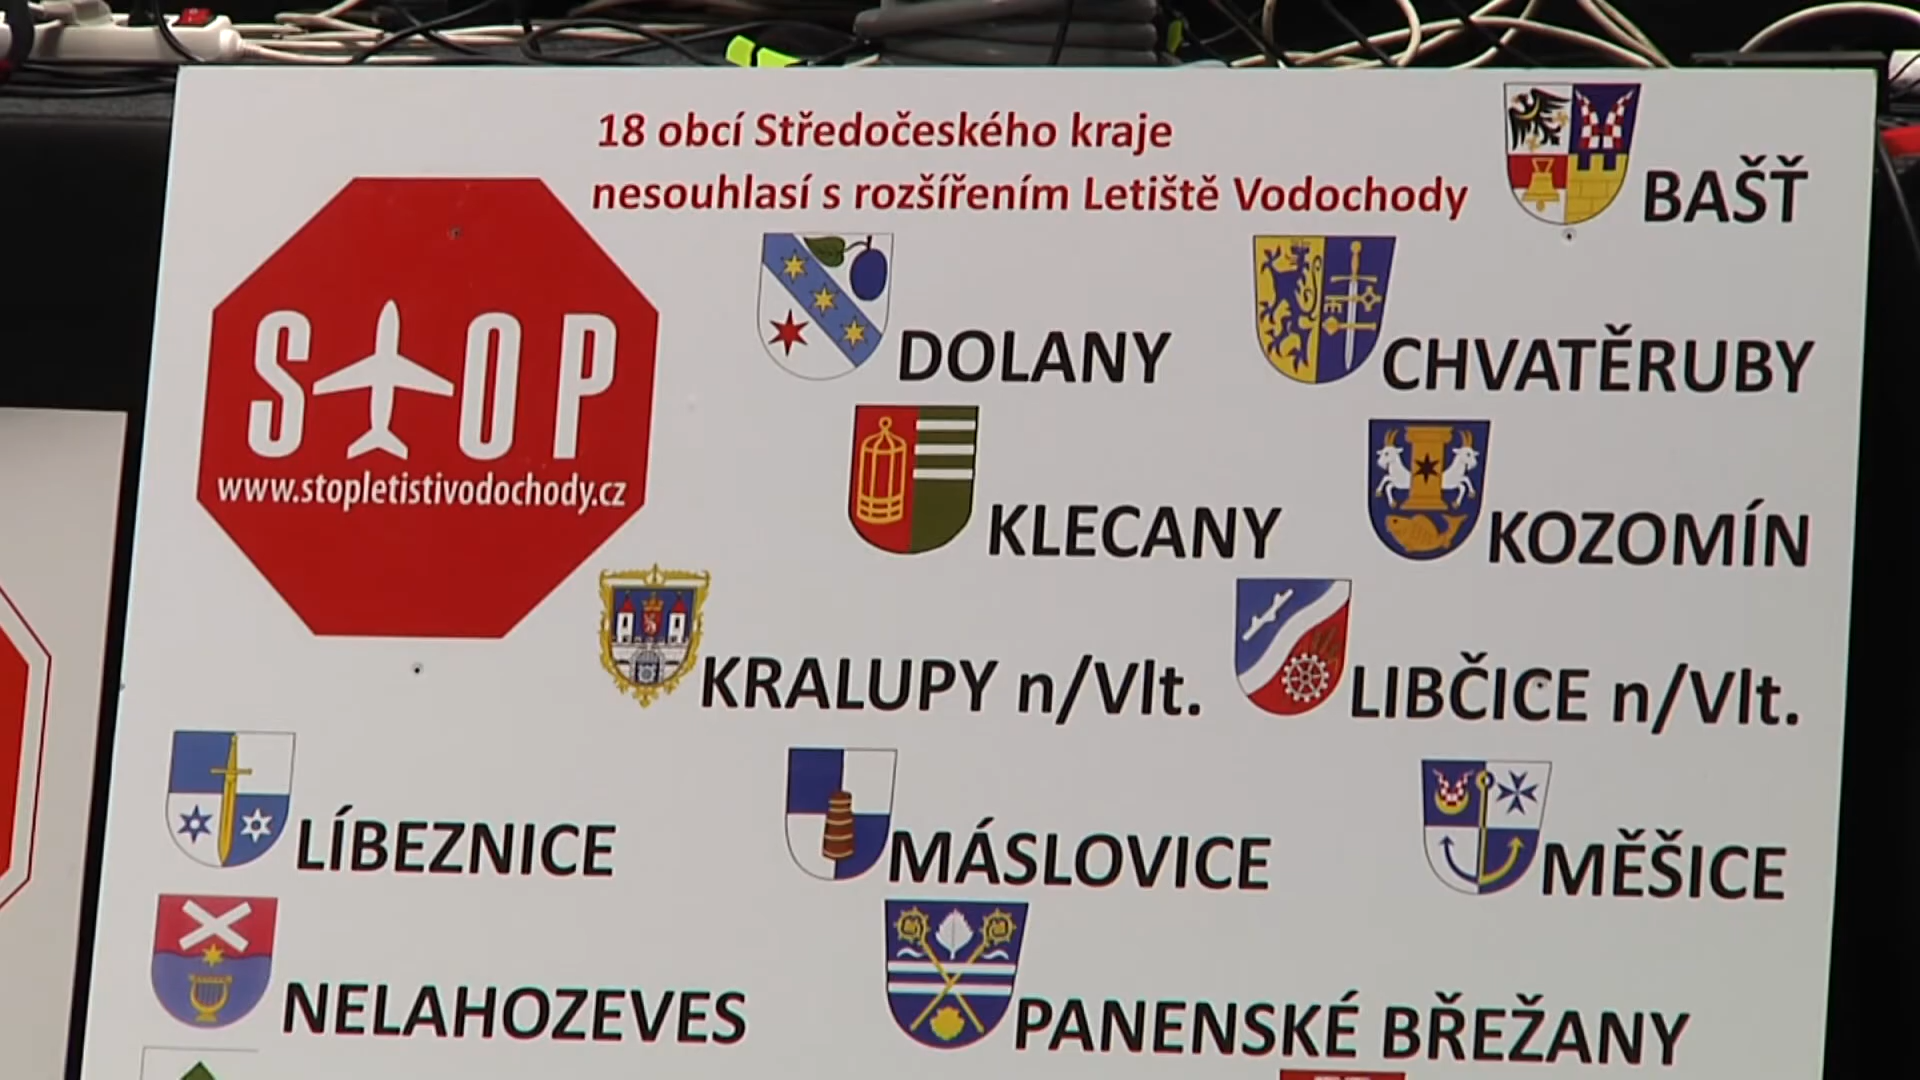 18 obcí Středočeského kraje
nesouhlasí s rozšířením Letiště Vodochody
BAŠŤ
STOP
www.stopletistivodochody.cz
DOLANY
CHVATĚRUBY
KLECANY
KOZOMÍN
KRALUPY n/Vlt.
LIBČICE n/Vlt.
LÍBEZNICE
MÁSLOVICE
MĚŠICE
NELAHOZEVES
PANENSKÉ BŘEŽANY